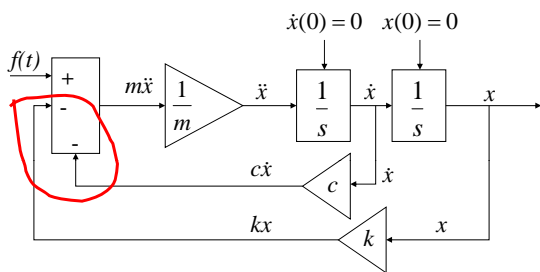 ẋ(0) = 0 x(0) = 0
f(t)
+ mẍ 1/m ẍ 1/s ẋ 1/s x
-
-
cẋ c ẋ
kx k x